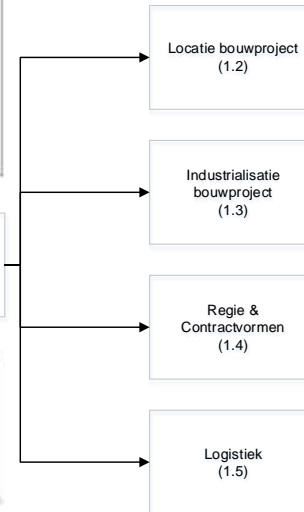 Locatie bouwproject
(1.2)
Industrialisatie
bouwproject
(1.3)
Regie &
Contractvormen
(1.4)
Logistiek
(1.5)